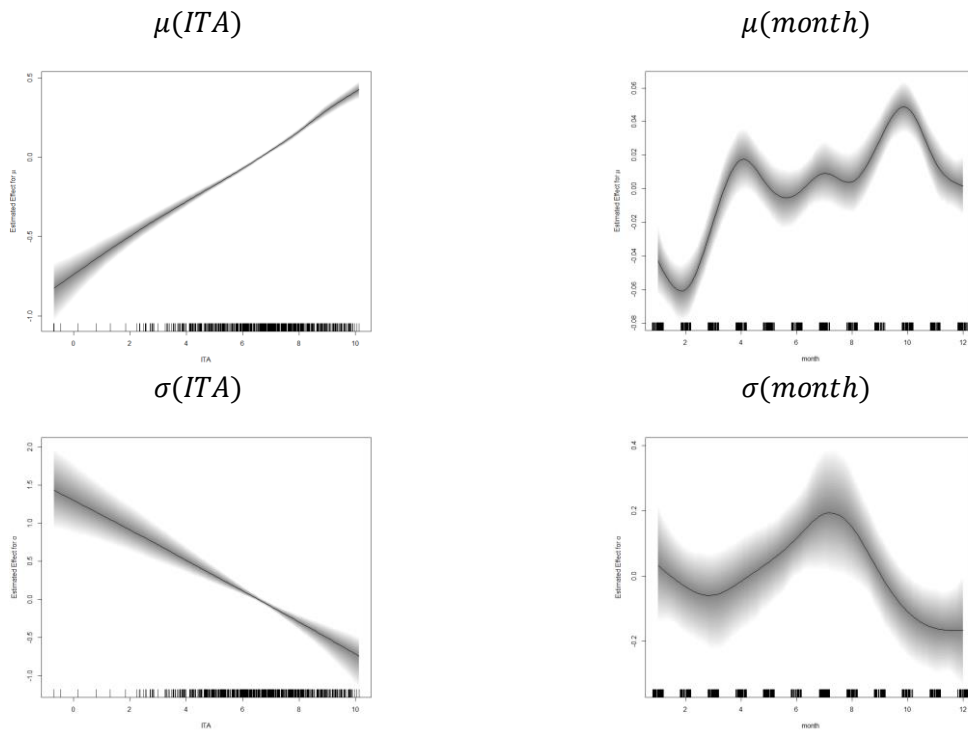 μ(ITA)
μ(month)
0.5
0.0
-0.5
-1.0
Estimated Effect for μ
0 2 4 6 8 10
ITA
0.06
0.04
0.02
0.00
-0.02
-0.04
-0.06
-0.08
Estimated Effect for μ
2 4 6 8 10 12
month
σ(ITA)
σ(month)
2.0
1.5
1.0
0.5
0.0
-0.5
-1.0
Estimated Effect for σ
0 2 4 6 8 10
ITA
0.4
0.2
0.0
-0.2
Estimated Effect for σ
2 4 6 8 10 12
month